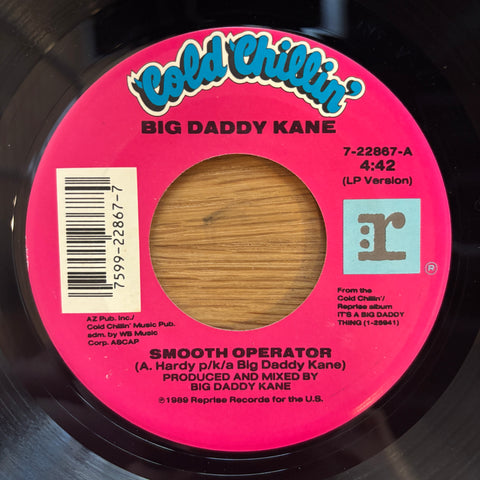 Cold Chillin'
BIG DADDY KANE
7-22867-A
4:42
(LP Version)
7599-22867-7
r
®
From the
Cold Chillin'/
Reprise album
IT'S A BIG DADDY
THING (1-25941)
AZ Pub. Inc./
Cold Chillin' Music Pub.
adm. by WB Music
Corp. ASCAP
SMOOTH OPERATOR
(A. Hardy p/k/a Big Daddy Kane)
PRODUCED AND MIXED BY
BIG DADDY KANE
℗1989 Reprise Records for the U.S.